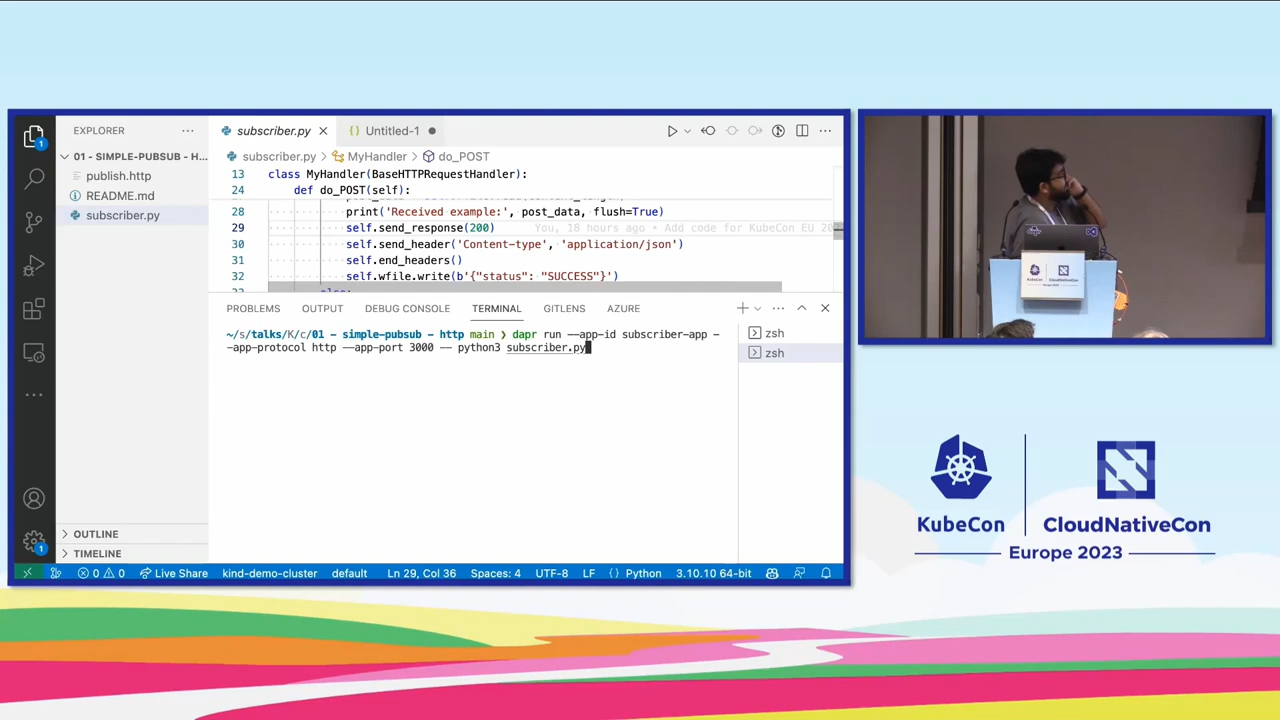 EXPLORER
01 - SIMPLE-PUBSUB - H...
publish.http
README.md
subscriber.py
OUTLINE
TIMELINE
subscriber.py
Untitled-1
subscriber.py > MyHandler > do_POST
13 class MyHandler(BaseHTTPRequestHandler):
24 def do_POST(self):
28 print('Received example:', post_data, flush=True)
29 self.send_response(200) You, 18 hours ago • Add code for KubeCon EU 20
30 self.send_header('Content-type', 'application/json')
31 self.end_headers()
32 self.wfile.write(b'{"status": "SUCCESS"}')
else:
PROBLEMS OUTPUT DEBUG CONSOLE TERMINAL GITLENS AZURE
~/s/talks/K/c/01 - simple-pubsub - http main ❯ dapr run --app-id subscriber-app -
-app-protocol http --app-port 3000 -- python3 subscriber.py
zsh
zsh
0 0 Live Share kind-demo-cluster default Ln 29, Col 36 Spaces: 4 UTF-8 LF {} Python 3.10.10 64-bit
KubeCon
CloudNativeCon
Europe 2023